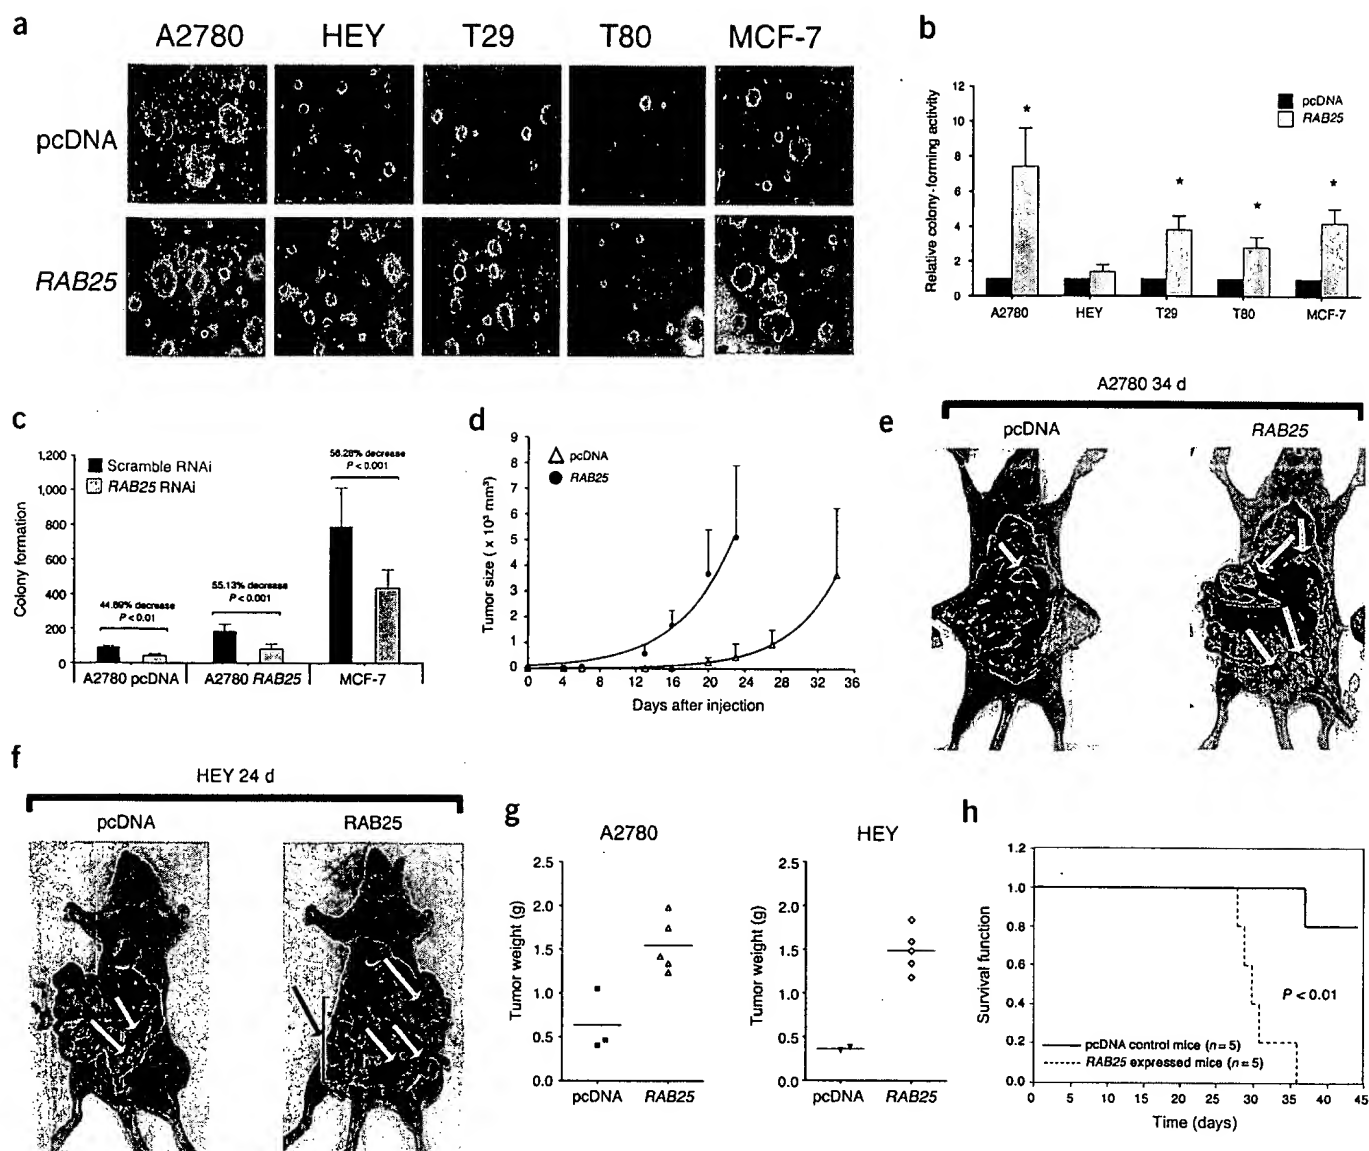 a
A2780 HEY T29 T80 MCF-7
pcDNA
RAB25
b
Relative colony-forming activity
12
10
8
6
4
2
0
pcDNA
RAB25
*
*
*
*
A2780 HEY T29 T80 MCF-7
c
Colony formation
1,200
1,000
800
600
400
200
0
Scramble RNAi
RAB25 RNAi
44.69% decrease
P < 0.01
55.13% decrease
P < 0.001
P < 0.001
A2780 pcDNA A2780 RAB25 MCF-7
d
Tumor size ( x 10³ mm³)
9
8
7
6
5
4
3
2
1
0
pcDNA
RAB25
0 4 6 8 12 16 20 24 28 32 36
Days after injection
e
A2780 34 d
pcDNA RAB25
f
HEY 24 d
pcDNA RAB25
g
A2780
Tumor weight (g)
2.5
2.0
1.5
1.0
0.5
0.0
pcDNA RAB25
HEY
Tumor weight (g)
2.5
2.0
1.5
1.0
0.5
0.0
pcDNA RAB25
h
Survival function
1.2
1.0
0.8
0.6
0.4
0.2
0.0
P < 0.01
pcDNA control mice (n = 5)
RAB25 expressed mice (n = 5)
0 5 10 15 20 25 30 35 40 45
Time (days)